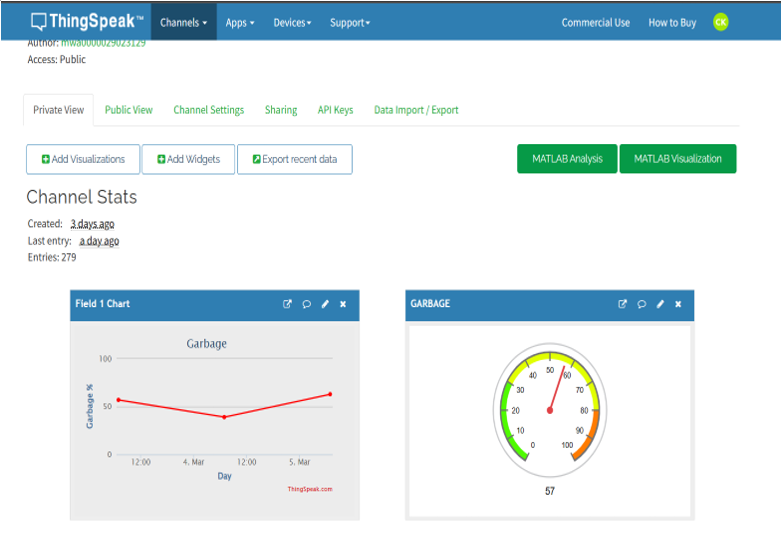 ThingSpeak™ Channels Apps Devices Support Commercial Use How to Buy CK
Author: mwa0000029023129
Access: Public
Private View Public View Channel Settings Sharing API Keys Data Import / Export
Add Visualizations Add Widgets Export recent data MATLAB Analysis MATLAB Visualization
Channel Stats
Created: 3 days ago
Last entry: a day ago
Entries: 279
Field 1 Chart
Garbage
Garbage %
100
50
0
12:00 4. Mar 12:00 5. Mar
Day
ThingSpeak.com
GARBAGE
0
10
20
30
40
50
60
70
80
90
100
57